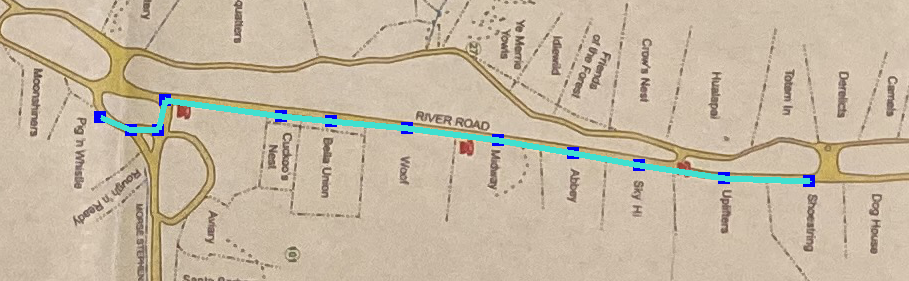 Ye Merrie
Yowls
Idlewild
Friends
of the Forest
Crow's Nest
Hualapai
Totem In
Derelicts
Camels
Moonshiners
Pig 'n Whistle
Rough 'n Ready
MORSE STEPHENS
Aviary
Cuckoo's
Nest
Bella Union
Woof
RIVER ROAD
Midway
Abbey
Sky Hi
Uplifters
Shoestring
Dog House
101